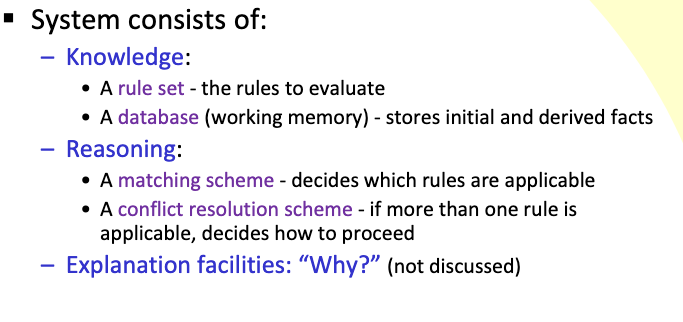 ▪ System consists of:
– Knowledge:
• A rule set - the rules to evaluate
• A database (working memory) - stores initial and derived facts
– Reasoning:
• A matching scheme - decides which rules are applicable
• A conflict resolution scheme - if more than one rule is
applicable, decides how to proceed
– Explanation facilities: “Why?” (not discussed)